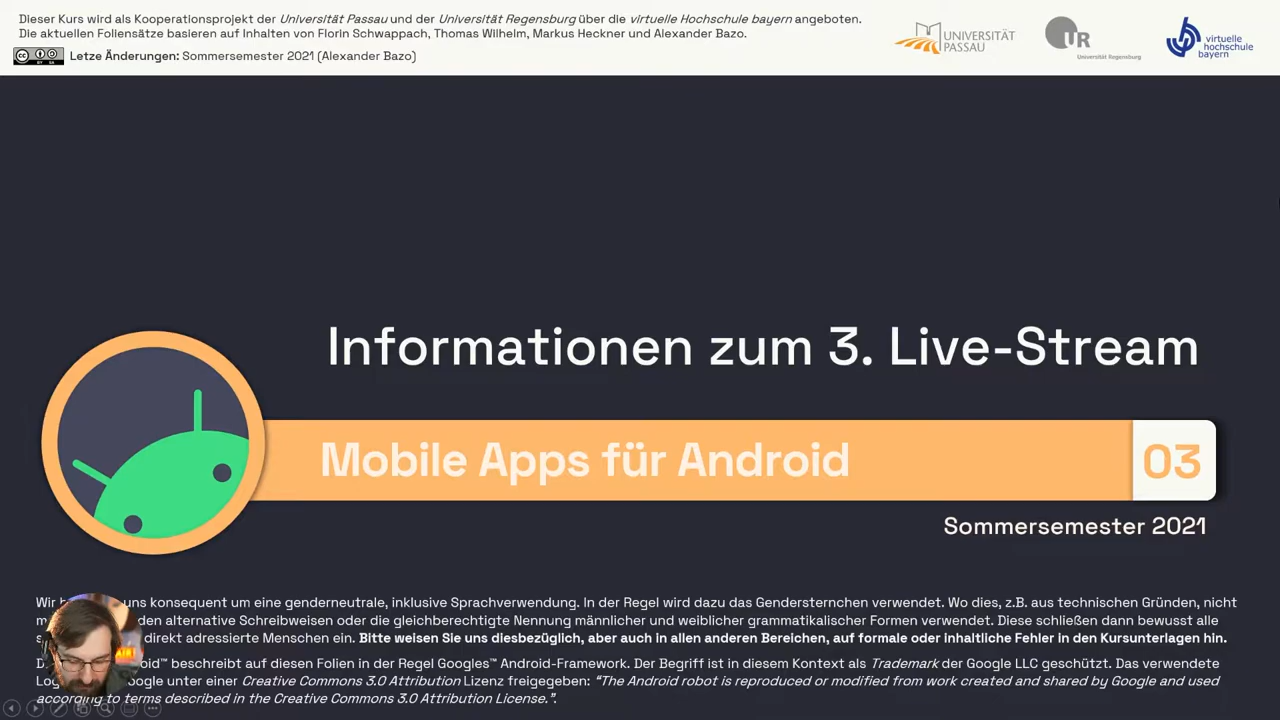 Dieser Kurs wird als Kooperationsprojekt der Universität Passau und der Universität Regensburg über die virtuelle Hochschule bayern angeboten.
Die aktuellen Foliensätze basieren auf Inhalten von Florin Schwappach, Thomas Wilhelm, Markus Heckner und Alexander Bazo.
Letze Änderungen: Sommersemester 2021 (Alexander Bazo)
UNIVERSITÄT
PASSAU
UR
Universität Regensburg
virtuelle
hochschule
bayern
Informationen zum 3. Live-Stream
Mobile Apps für Android
03
Sommersemester 2021
Wir uns konsequent um eine genderneutrale, inklusive Sprachverwendung. In der Regel wird dazu das Gendersternchen verwendet. Wo dies, z.B. aus technischen Gründen, nicht
den alternative Schreibweisen oder die gleichberechtigte Nennung männlicher und weiblicher grammatikalischer Formen verwendet. Diese schließen dann bewusst alle
direkt adressierte Menschen ein. Bitte weisen Sie uns diesbezüglich, aber auch in allen anderen Bereichen, auf formale oder inhaltliche Fehler in den Kursunterlagen hin.
oid™ beschreibt auf diesen Folien in der Regel Googles™ Android-Framework. Der Begriff ist in diesem Kontext als Trademark der Google LLC geschützt. Das verwendete
oogle unter einer Creative Commons 3.0 Attribution Lizenz freigegeben: “The Android robot is reproduced or modified from work created and shared by Google and used
according to terms described in the Creative Commons 3.0 Attribution License.”.